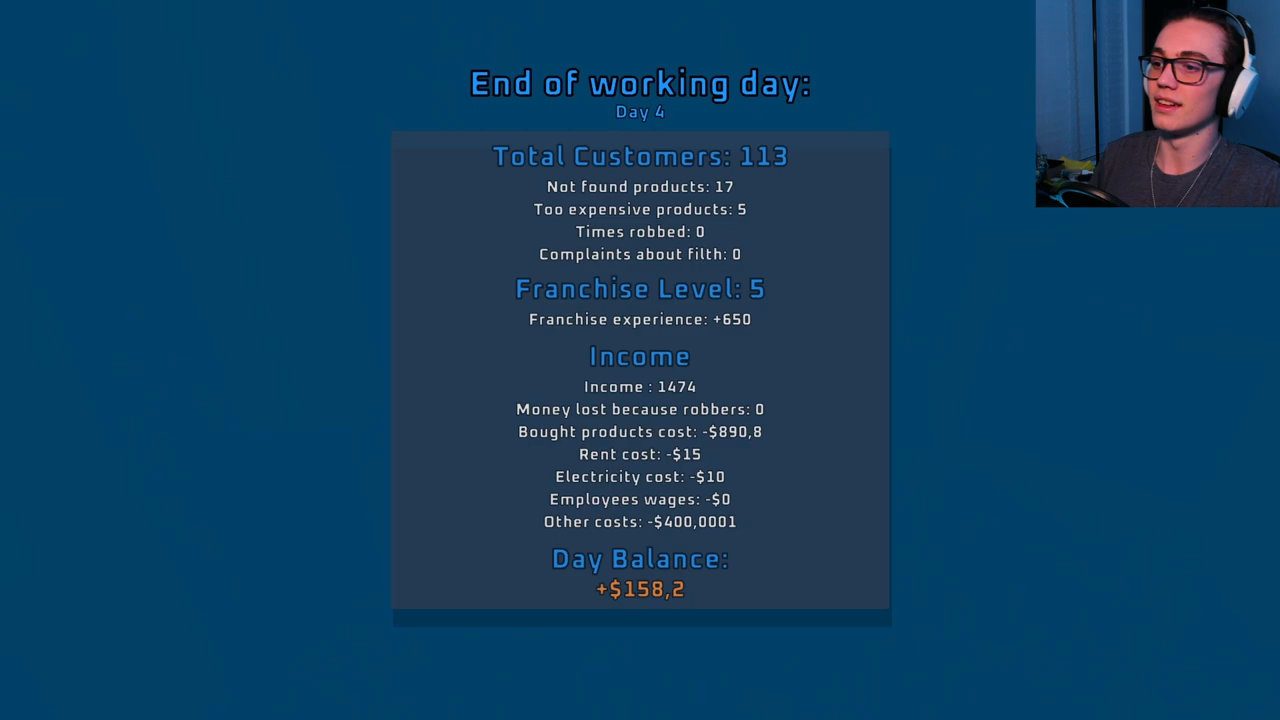 End of working day:
Day 4
Total Customers: 113
Not found products: 17
Too expensive products: 5
Times robbed: 0
Complaints about filth: 0
Franchise Level: 5
Franchise experience: +650
Income
Income : 1474
Money lost because robbers: 0
Bought products cost: -$890,8
Rent cost: -$15
Electricity cost: -$10
Employees wages: -$0
Other costs: -$400,0001
Day Balance:
+$158,2